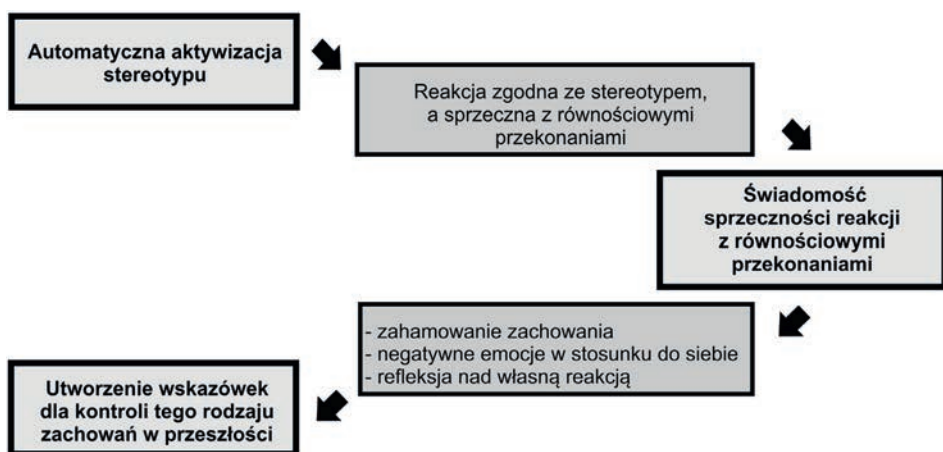 Automatyczna aktywizacja
stereotypu
Reakcja zgodna ze stereotypem,
a sprzeczna z równościowymi
przekonaniami
Świadomość
sprzeczności reakcji
z równościowymi
przekonaniami
- zahamowanie zachowania
- negatywne emocje w stosunku do siebie
- refleksja nad własną reakcją
Utworzenie wskazówek
dla kontroli tego rodzaju
zachowań w przeszłości